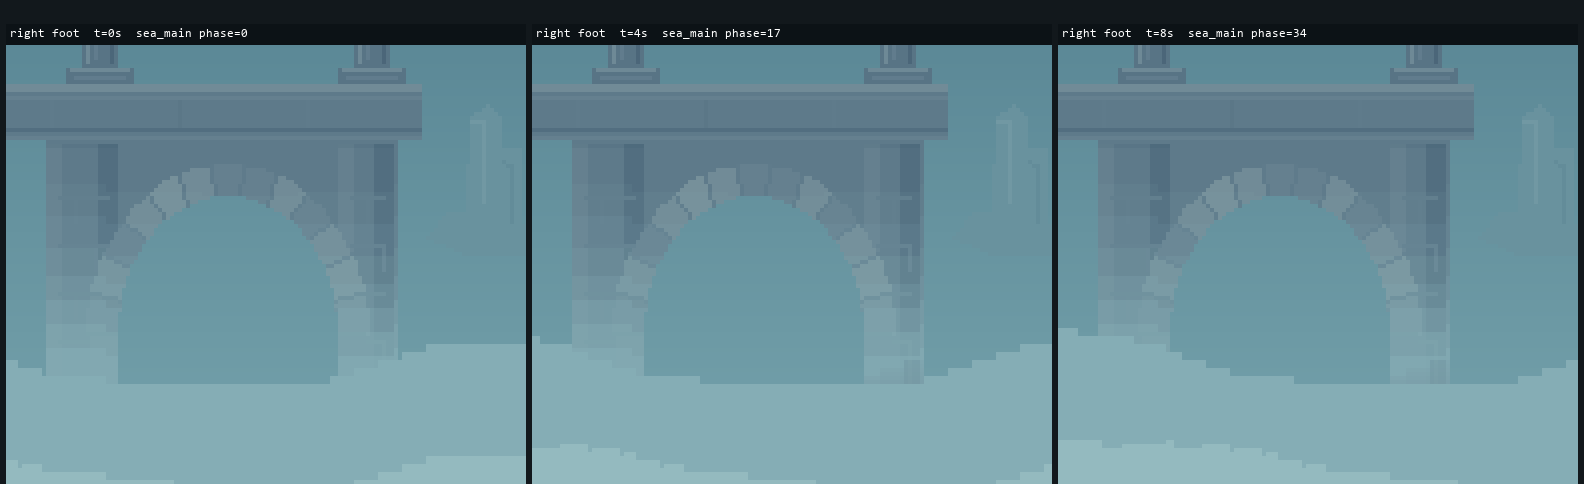 right foot  t=0s  sea_main phase=0
right foot  t=4s  sea_main phase=17
right foot  t=8s  sea_main phase=34